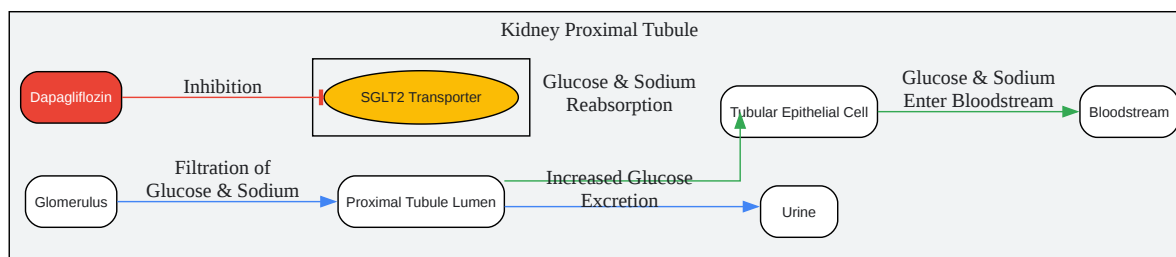 Kidney Proximal Tubule
Dapagliflozin
Inhibition
SGLT2 Transporter
Glucose & Sodium
Reabsorption
Tubular Epithelial Cell
Glucose & Sodium
Enter Bloodstream
Bloodstream
Glomerulus
Filtration of
Glucose & Sodium
Proximal Tubule Lumen
Increased Glucose
Excretion
Urine